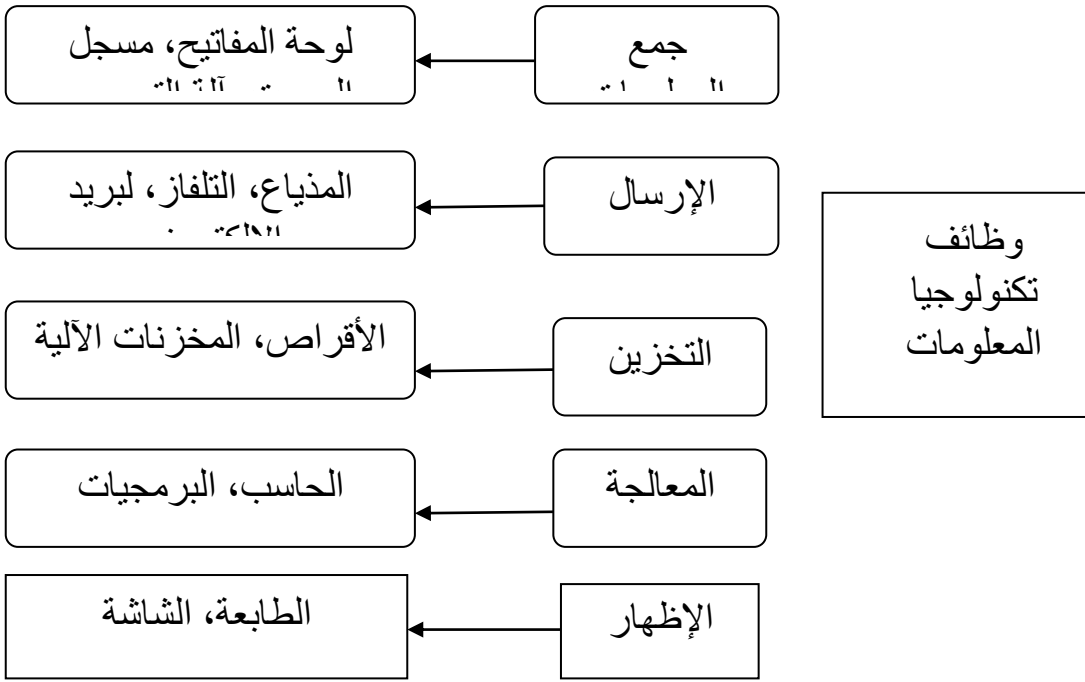 وظائف
تكنولوجيا
المعلومات
جمع
لوحة المفاتيح، مسجل
الإرسال
المذياع، التلفاز، لبريد
التخزين
الأقراص، المخزنات الآلية
المعالجة
الحاسب، البرمجيات
الإظهار
الطابعة، الشاشة